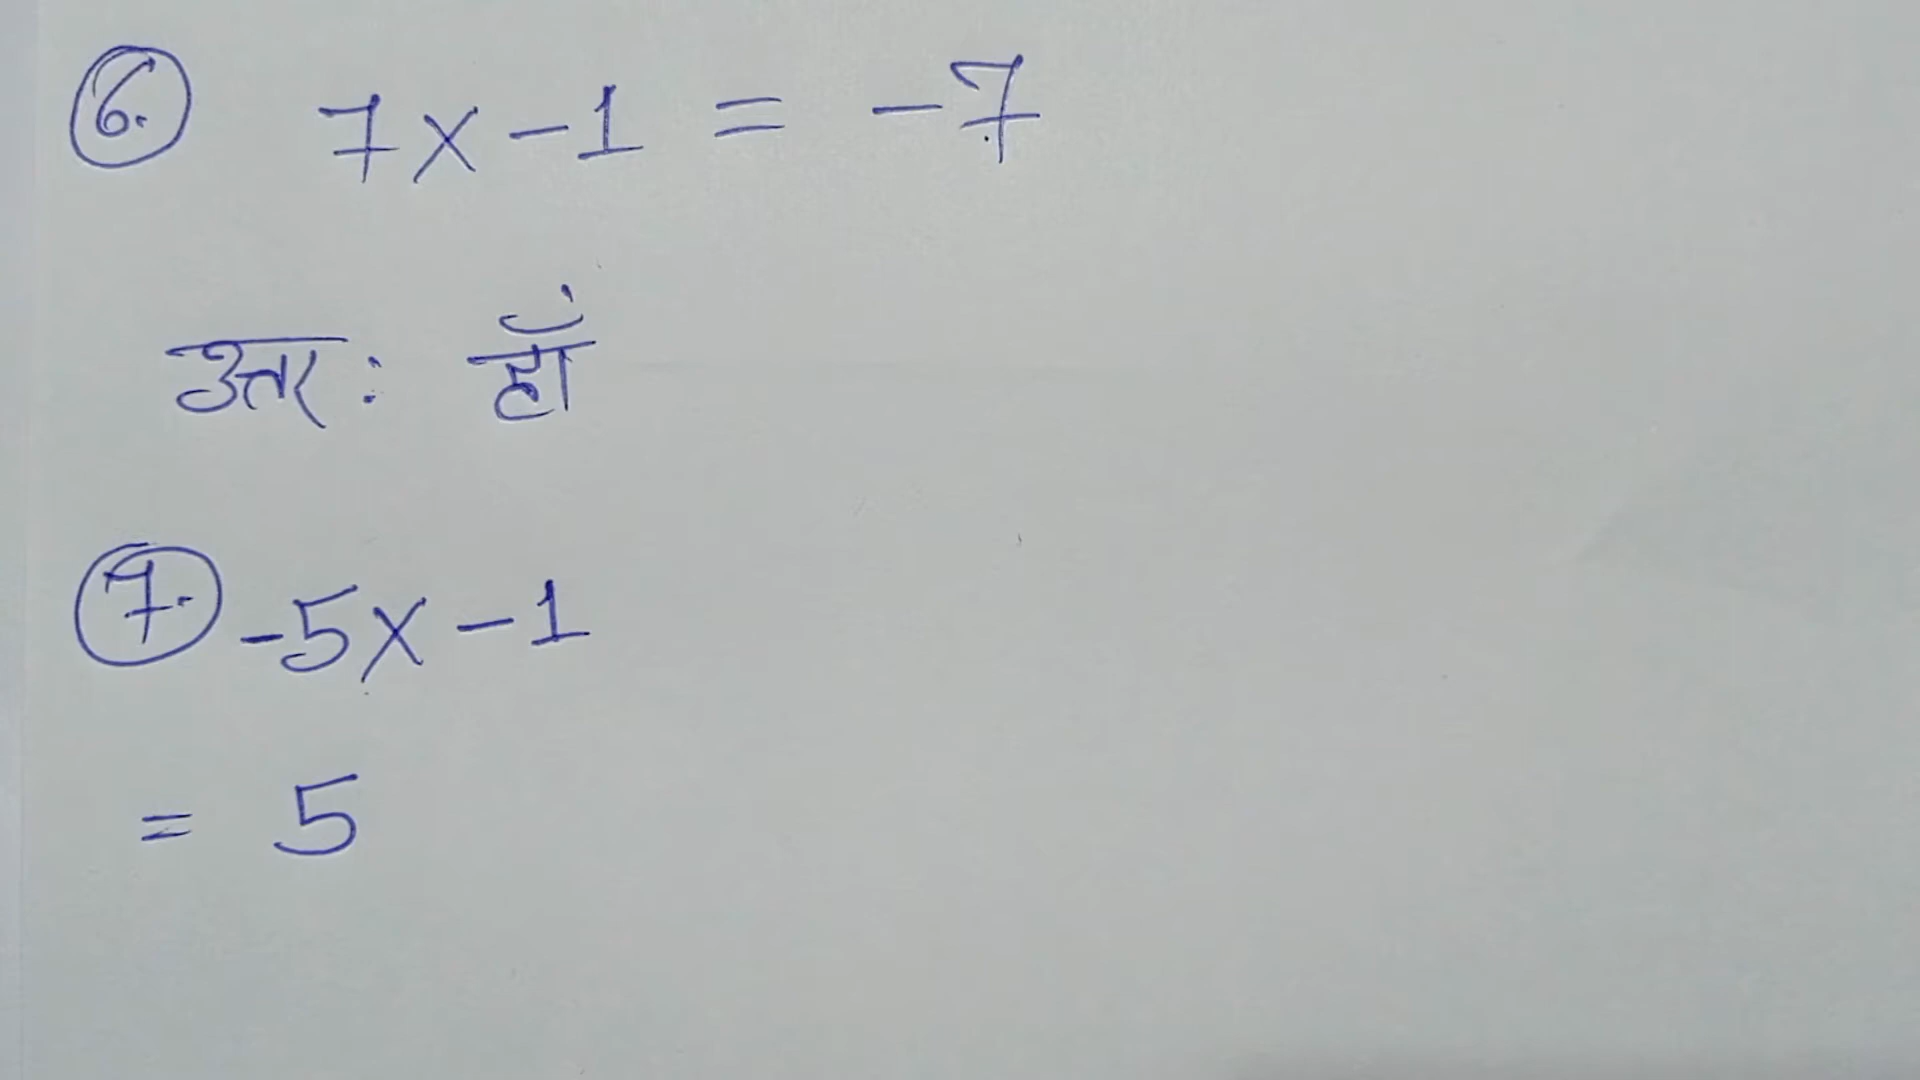 6. 7x - 1 = -7
उत्तर: हाँ
7. -5x - 1
= 5